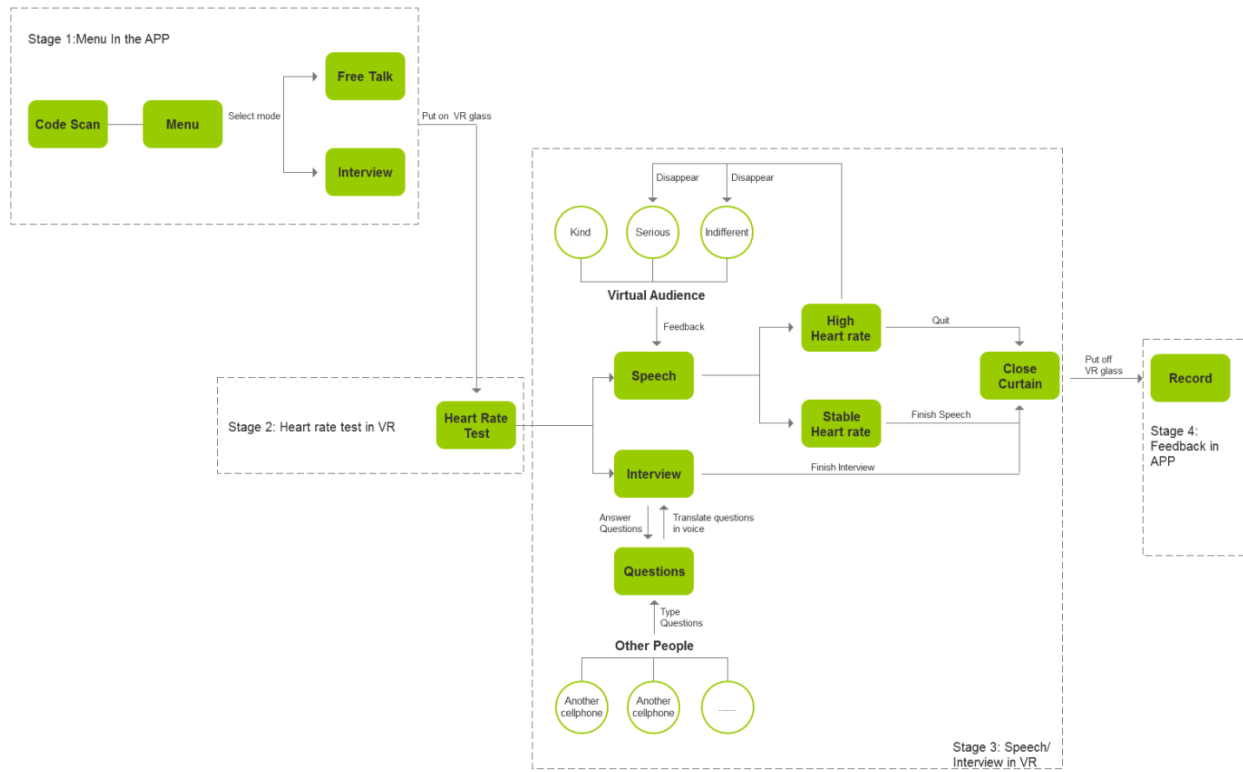 Stage 1:Menu In the APP
Code Scan
Menu
Select mode
Free Talk
Interview
Put on VR glass
Stage 2: Heart rate test in VR
Heart Rate
Test
Disappear
Disappear
Kind
Serious
Indifferent
Virtual Audience
Feedback
Speech
High
Heart rate
Quit
Stable
Heart rate
Finish Speech
Close
Curtain
Interview
Finish Interview
Answer
Questions
Translate questions
in voice
Questions
Type
Questions
Other People
Another
cellphone
Another
cellphone
.......
Stage 3: Speech/
Interview in VR
Put off
VR glass
Record
Stage 4:
Feedback in
APP